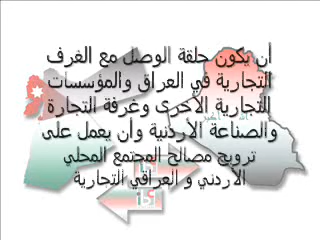 أن يكون حلقة الوصل مع الغرف
التجارية في العراق والمؤسسات
التجارية الأخرى وغرفة التجارة
والصناعة الأردنية وأن يعمل على
ترويج مصالح المجتمع المحلي
الأردني و العراقي التجارية